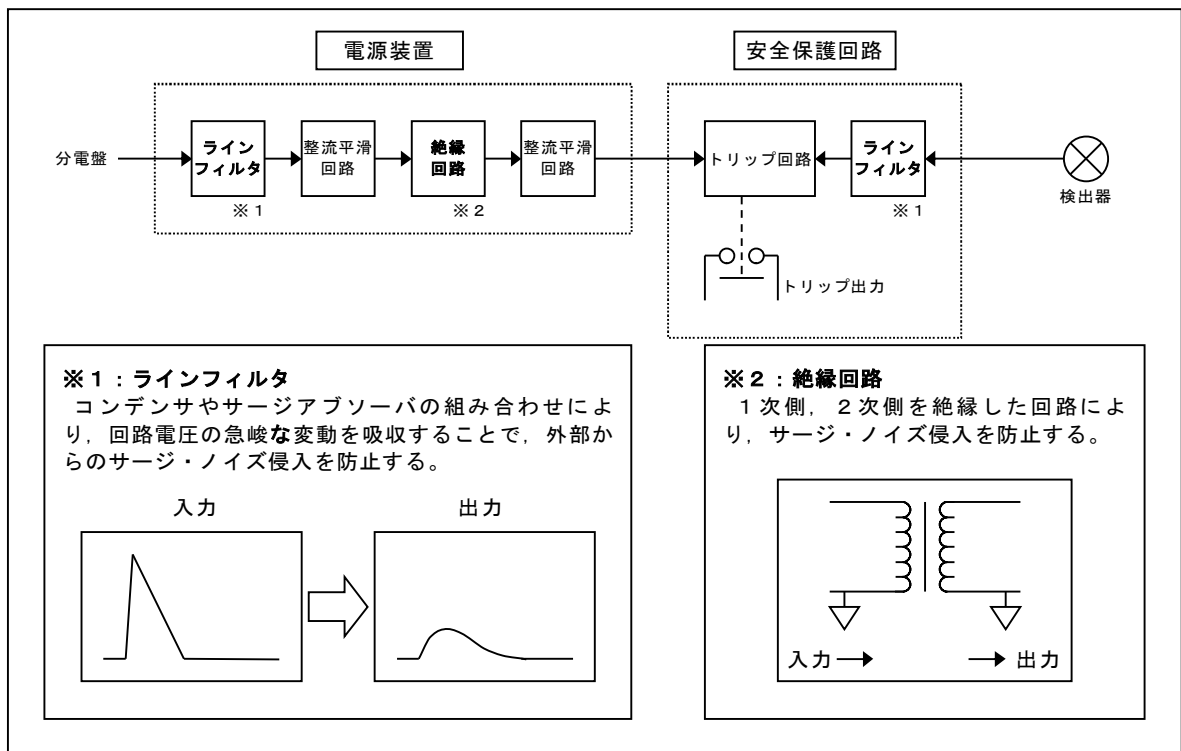 電源装置
安全保護回路
分電盤
ライン
フィルタ
※１
整流平滑
回路
絶縁
回路
※２
整流平滑
回路
トリップ回路
ライン
フィルタ
※１
検出器
トリップ出力
※１：ラインフィルタ
コンデンサやサージアブソーバの組み合わせによ
り，回路電圧の急峻な変動を吸収することで，外部か
らのサージ・ノイズ侵入を防止する。
入力
出力
※２：絶縁回路
１次側，２次側を絶縁した回路によ
り，サージ・ノイズ侵入を防止する。
入力
出力